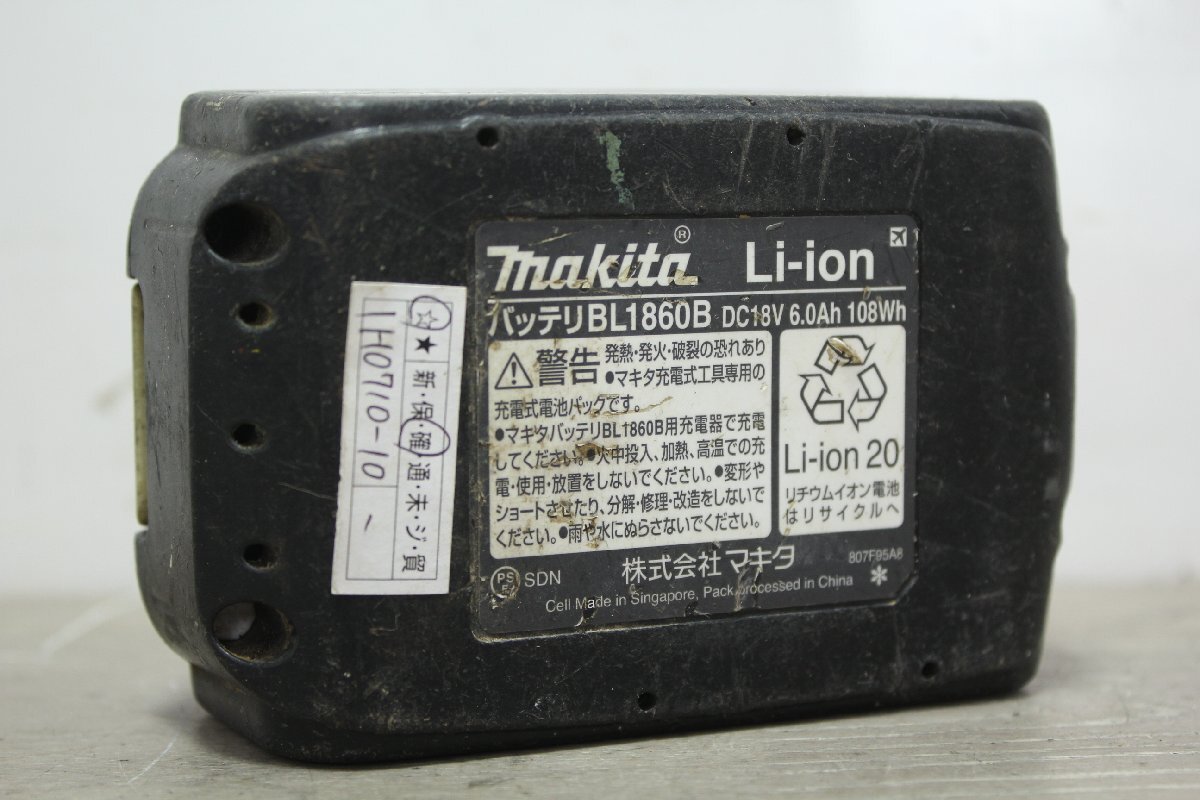 makita®
Li-ion
バッテリBL1860B DC18V 6.0Ah 108Wh
警告
発熱・発火・破裂の恐れあり
●マキタ充電式工具専用の
充電式電池パックです。
●マキタバッテリBL1860B用充電器で充電
してください。●火中投入、加熱、高温での充
電・使用・放置をしないでください。●変形や
ショートさせたり、分解・修理・改造をしないで
ください。●雨や水にぬらさないでください。
Li-ion 20
リチウムイオン電池
はリサイクルへ
PSE SDN
株式会社マキタ
807F95A8
Cell Made in Singapore, Pack processed in China
☆★新・保・確・通・未・ジ・貿
1H0710-10